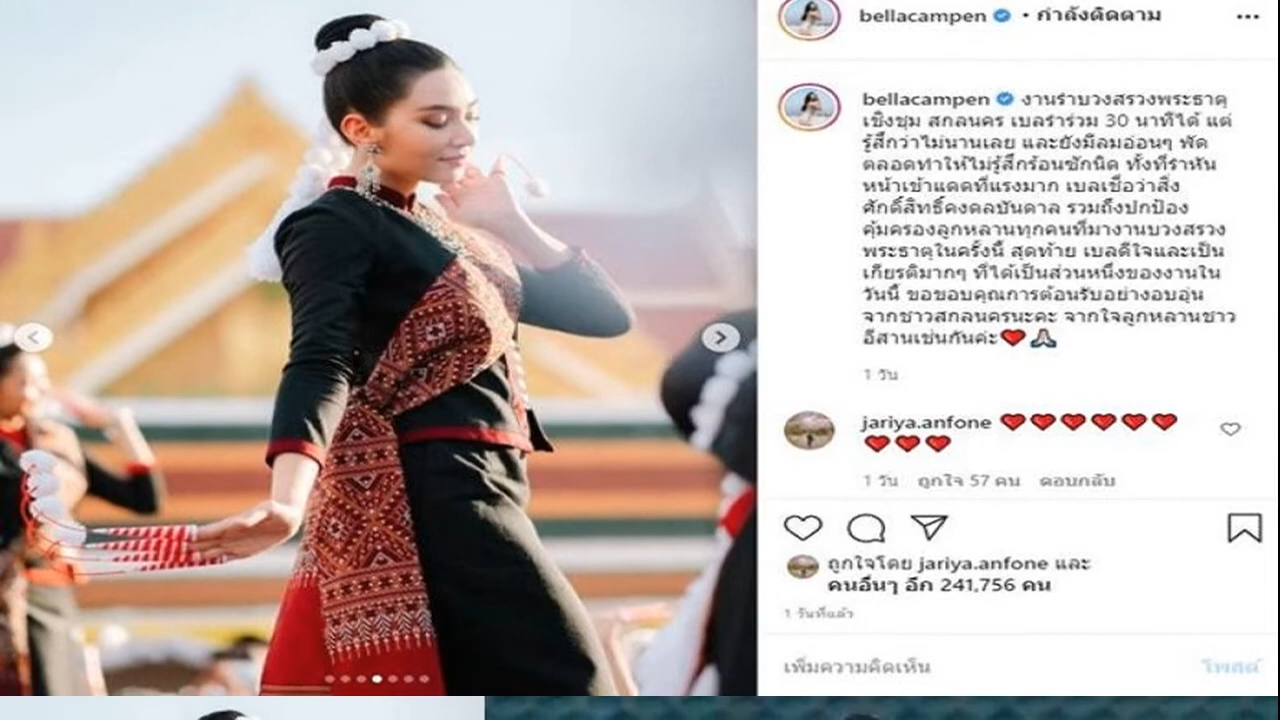 bellacampen • กำลังติดตาม
bellacampen งานรำบวงสรวงพระธาตุ
เชิงชุม สกลนคร เบลรำร่วม 30 นาทีได้ แต่
รู้สึกว่าไม่นานเลย และยังมีลมอ่อนๆ พัด
ตลอดทำให้ไม่รู้สึกร้อนซักนิด ทั้งที่รำหัน
หน้าเข้าแดดที่แรงมาก เบลเชื่อว่าสิ่ง
ศักดิ์สิทธิ์คงดลบันดาล รวมถึงปกป้อง
คุ้มครองลูกหลานทุกคนที่มางานบวงสรวง
พระธาตุในครั้งนี้ สุดท้าย เบลดีใจและเป็น
เกียรติมากๆ ที่ได้เป็นส่วนหนึ่งของงานใน
วันนี้ ขอขอบคุณการต้อนรับอย่างอบอุ่น
จากชาวสกลนครนะคะ จากใจลูกหลานชาว
อีสานเช่นกันค่ะ❤️🙏🏻
1 วัน
jariya.anfone ❤️❤️❤️❤️❤️❤️
❤️❤️❤️
1 วัน ถูกใจ 57 คน ตอบกลับ
ถูกใจโดย jariya.anfone และ
คนอื่นๆ อีก 241,756 คน
1 วันที่แล้ว
เพิ่มความคิดเห็น
โพสต์